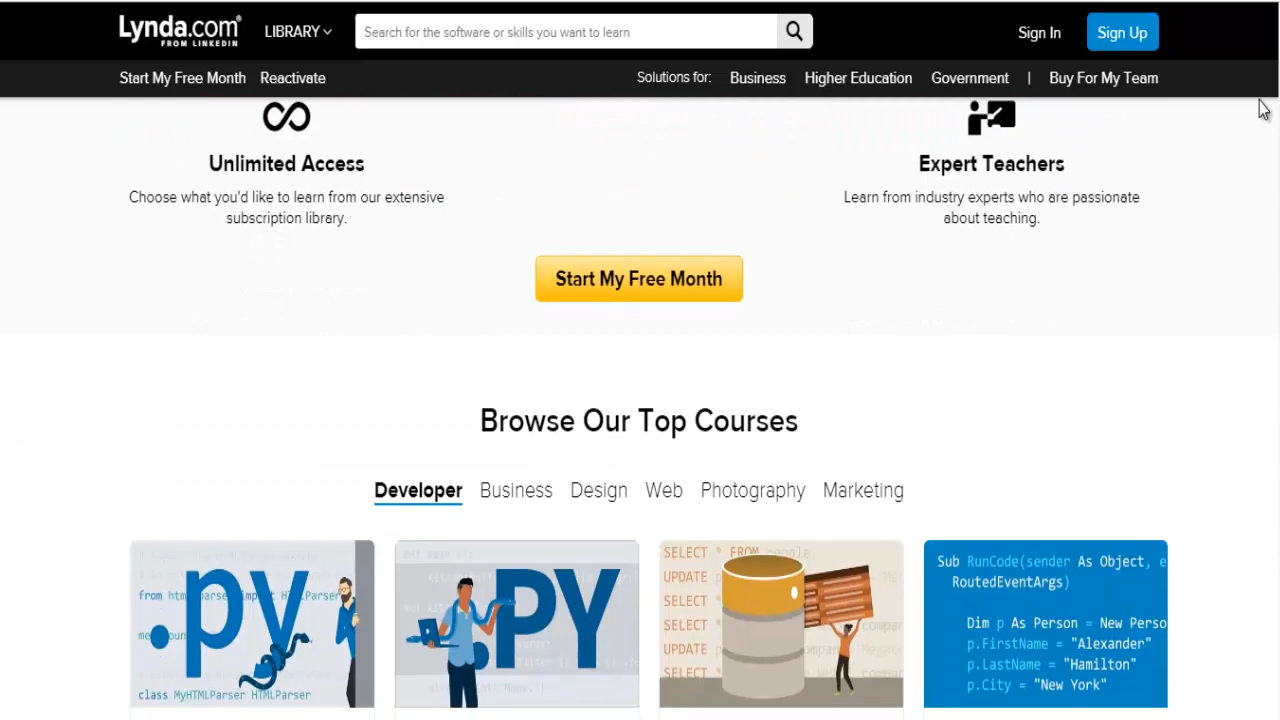 Lynda.com®
FROM LINKEDIN
LIBRARY
Search for the software or skills you want to learn
Sign In
Sign Up
Start My Free Month
Reactivate
Solutions for:
Business
Higher Education
Government
|
Buy For My Team
Unlimited Access
Choose what you'd like to learn from our extensive
subscription library.
Expert Teachers
Learn from industry experts who are passionate
about teaching.
Start My Free Month
Browse Our Top Courses
Developer
Business
Design
Web
Photography
Marketing
.py
from
HTMLParser
class MyHTMLParser HTMLParser
.PY
SELECT * FROM people
UPDATE
SELECT
SELECT
UPDATE
SELECT
Sub RunCode(sender As Object, e
RoutedEventArgs)
Dim p As Person = New Perso
p.FirstName = "Alexander"
p.LastName = "Hamilton"
p.City = "New York"